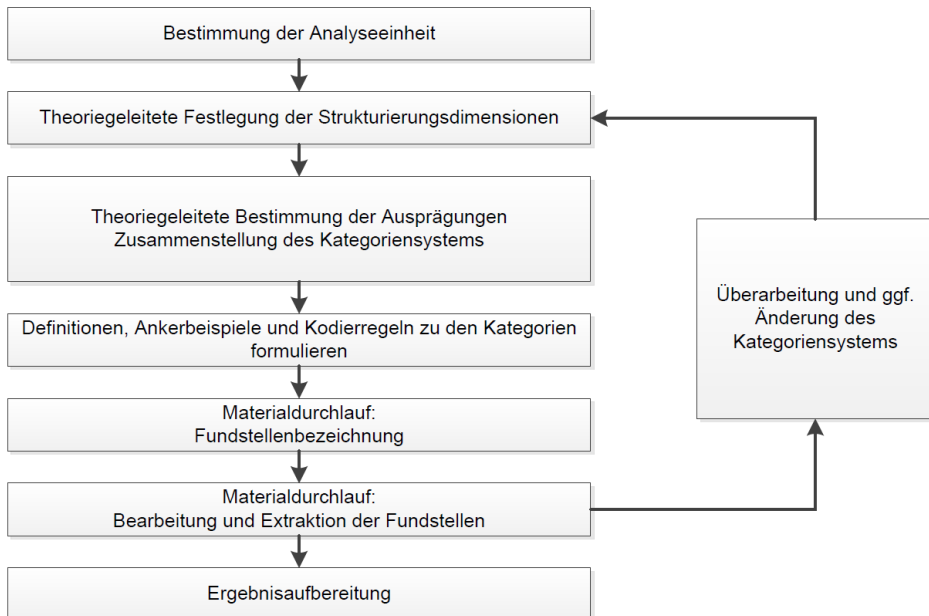 Bestimmung der Analyseeinheit
Theoriegeleitete Festlegung der Strukturierungsdimensionen
Theoriegeleitete Bestimmung der Ausprägungen
Zusammenstellung des Kategoriensystems
Definitionen, Ankerbeispiele und Kodierregeln zu den Kategorien
formulieren
Materialdurchlauf:
Fundstellenbezeichnung
Materialdurchlauf:
Bearbeitung und Extraktion der Fundstellen
Ergebnisaufbereitung
Überarbeitung und ggf.
Änderung des
Kategoriensystems